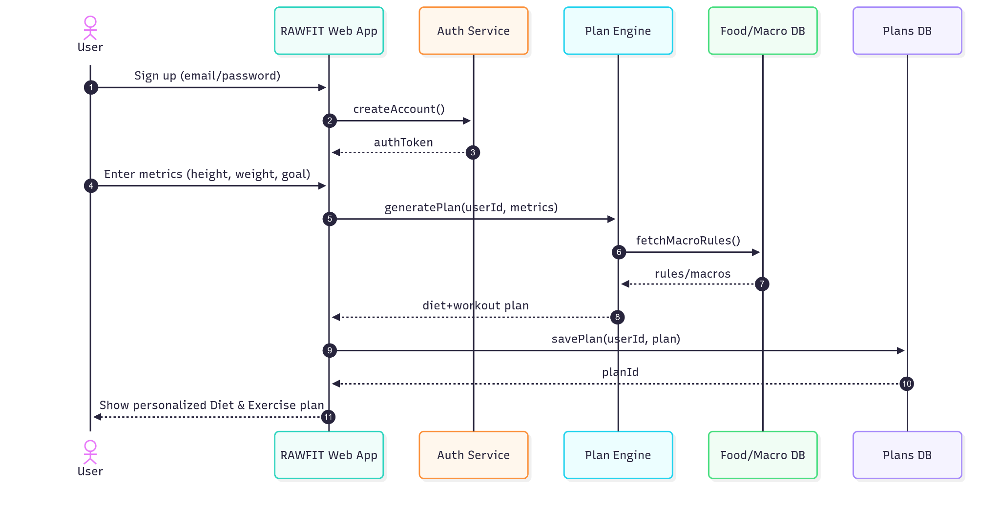 User
RAWFIT Web App
Auth Service
Plan Engine
Food/Macro DB
Plans DB
Sign up (email/password)
1
createAccount()
2
authToken
3
Enter metrics (height, weight, goal)
4
generatePlan(userId, metrics)
5
fetchMacroRules()
6
rules/macros
7
diet+workout plan
8
savePlan(userId, plan)
9
planId
10
Show personalized Diet & Exercise plan
11
User
RAWFIT Web App
Auth Service
Plan Engine
Food/Macro DB
Plans DB